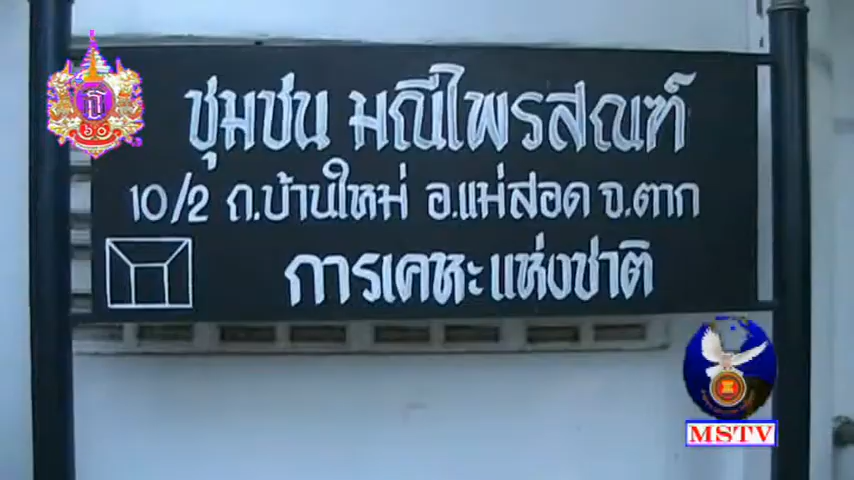 ชุมชน มณีไพรสณฑ์
10/2 ถ.บ้านใหม่ อ.แม่สอด จ.ตาก
การเคหะแห่งชาติ
MSTV